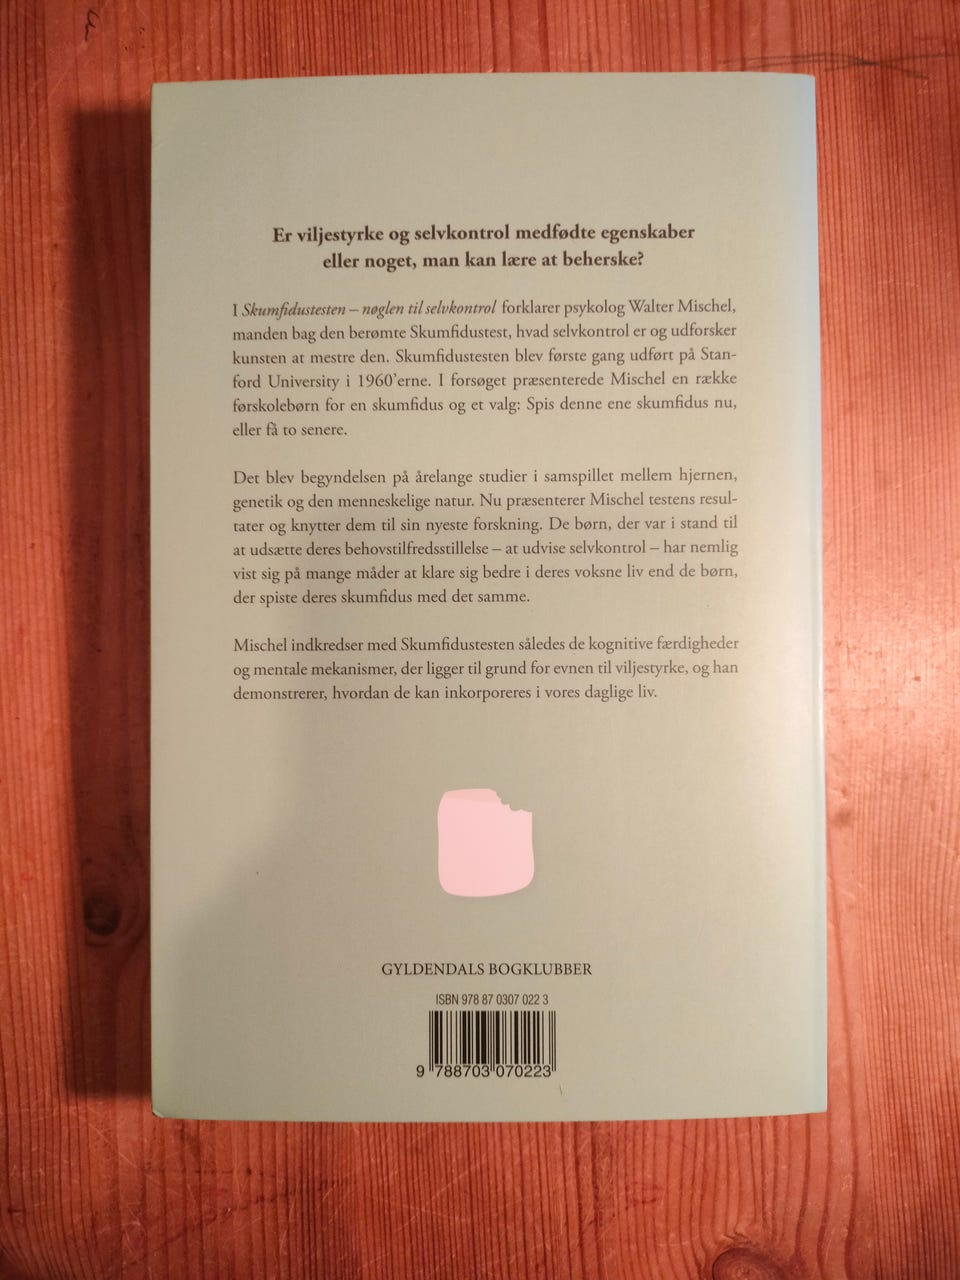 Er viljestyrke og selvkontrol medfødte egenskaber
eller noget, man kan lære at beherske?
I Skumfidustesten – nøglen til selvkontrol forklarer psykolog Walter Mischel,
manden bag den berømte Skumfidustest, hvad selvkontrol er og udforsker
kunsten at mestre den. Skumfidustesten blev første gang udført på Stan-
ford University i 1960'erne. I forsøget præsenterede Mischel en række
førskolebørn for en skumfidus og et valg: Spis denne ene skumfidus nu,
eller få to senere.
Det blev begyndelsen på årelange studier i samspillet mellem hjernen,
genetik og den menneskelige natur. Nu præsenterer Mischel testens resul-
tater og knytter dem til sin nyeste forskning. De børn, der var i stand til
at udsætte deres behovstilfredsstillelse – at udvise selvkontrol – har nemlig
vist sig på mange måder at klare sig bedre i deres voksne liv end de børn,
der spiste deres skumfidus med det samme.
Mischel indkredser med Skumfidustesten således de kognitive færdigheder
og mentale mekanismer, der ligger til grund for evnen til viljestyrke, og han
demonstrerer, hvordan de kan inkorporeres i vores daglige liv.
GYLDENDALS BOGKLUBBER
ISBN 978 87 0307 022 3
9 788703 070223